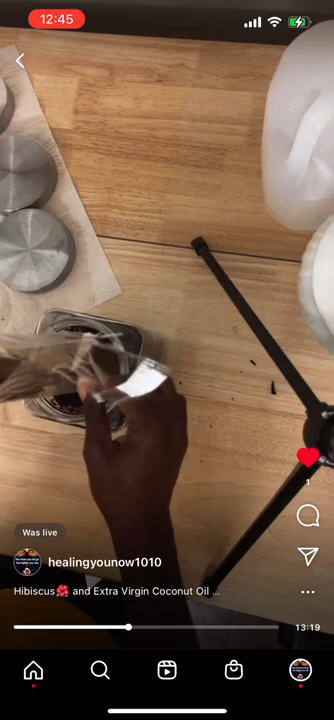 12:45
Was live
healingyounow1010
Hibiscus🌺 and Extra Virgin Coconut Oil ...
1
13:19